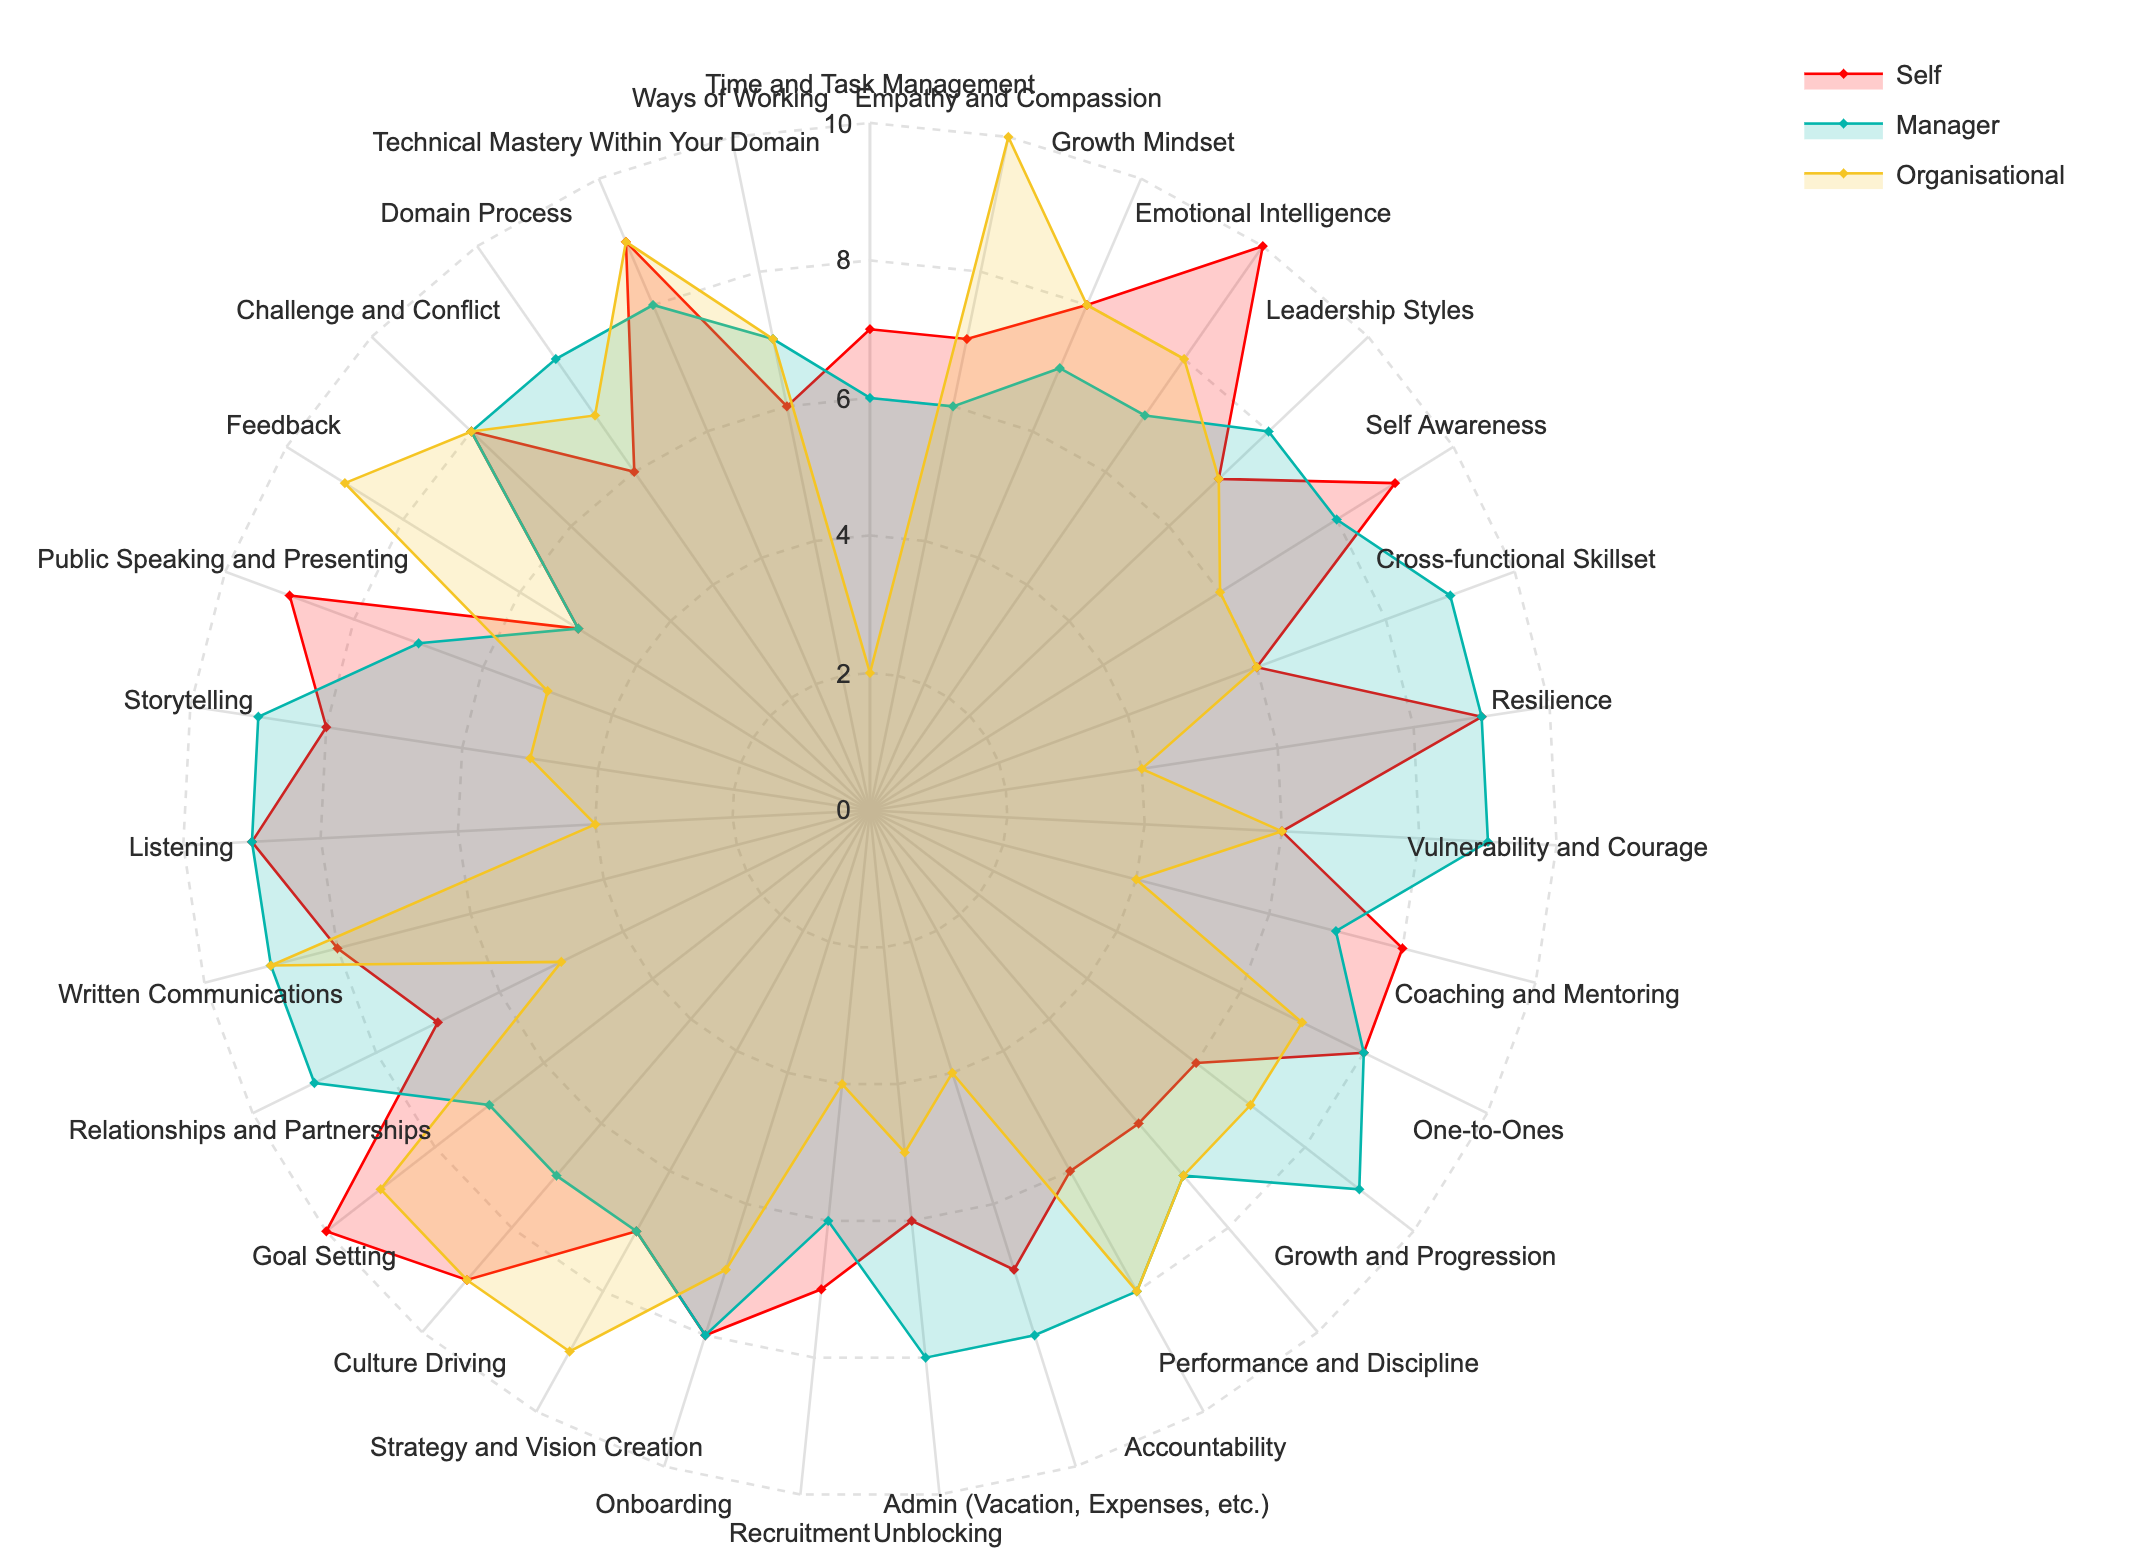 Time and Task Management
Ways of Working
Empathy and Compassion
Technical Mastery Within Your Domain
Growth Mindset
Domain Process
Emotional Intelligence
Challenge and Conflict
Leadership Styles
Feedback
Self Awareness
Public Speaking and Presenting
Cross-functional Skillset
Storytelling
Resilience
Listening
Vulnerability and Courage
Written Communications
Coaching and Mentoring
Relationships and Partnerships
One-to-Ones
Goal Setting
Growth and Progression
Culture Driving
Performance and Discipline
Strategy and Vision Creation
Accountability
Onboarding
Admin (Vacation, Expenses, etc.)
Recruitment
Unblocking
10
8
6
4
2
0
Self
Manager
Organisational